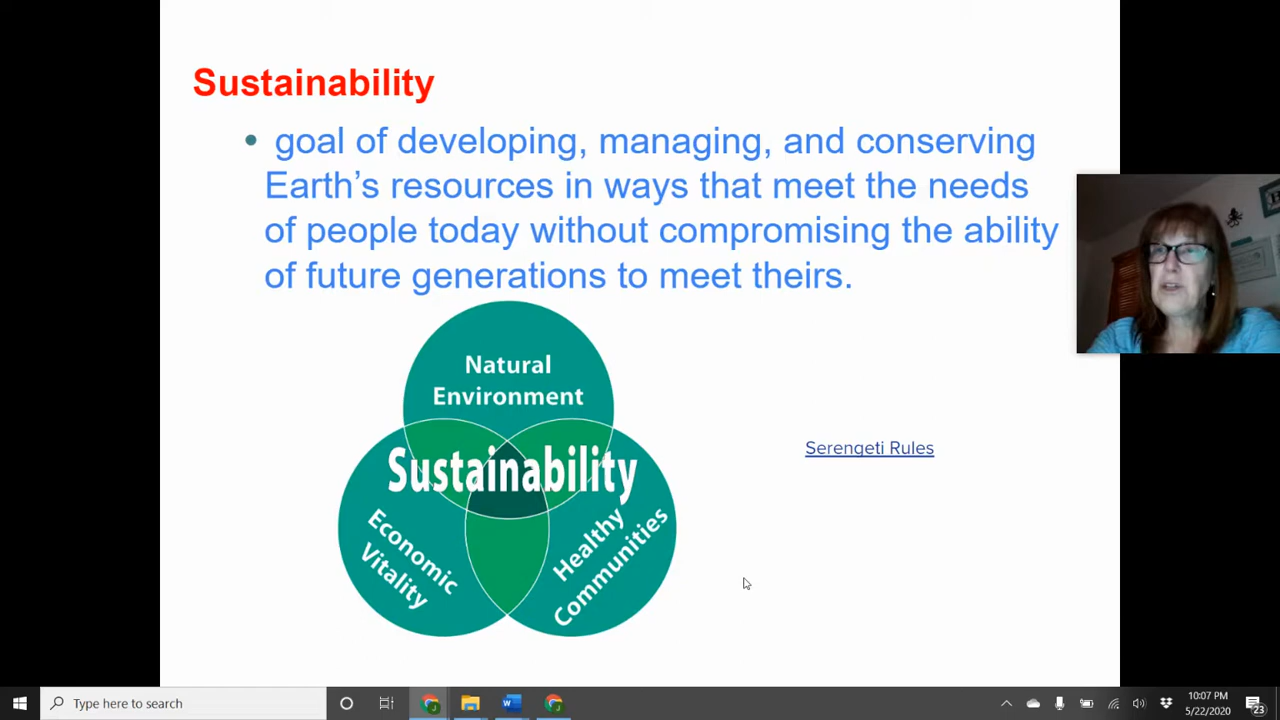 Sustainability
• goal of developing, managing, and conserving
Earth’s resources in ways that meet the needs
of people today without compromising the ability
of future generations to meet theirs.
Natural
Environment
Sustainability
Serengeti Rules
Economic
Vitality
Healthy
Communities
Type here to search
10:07 PM
5/22/2020
23